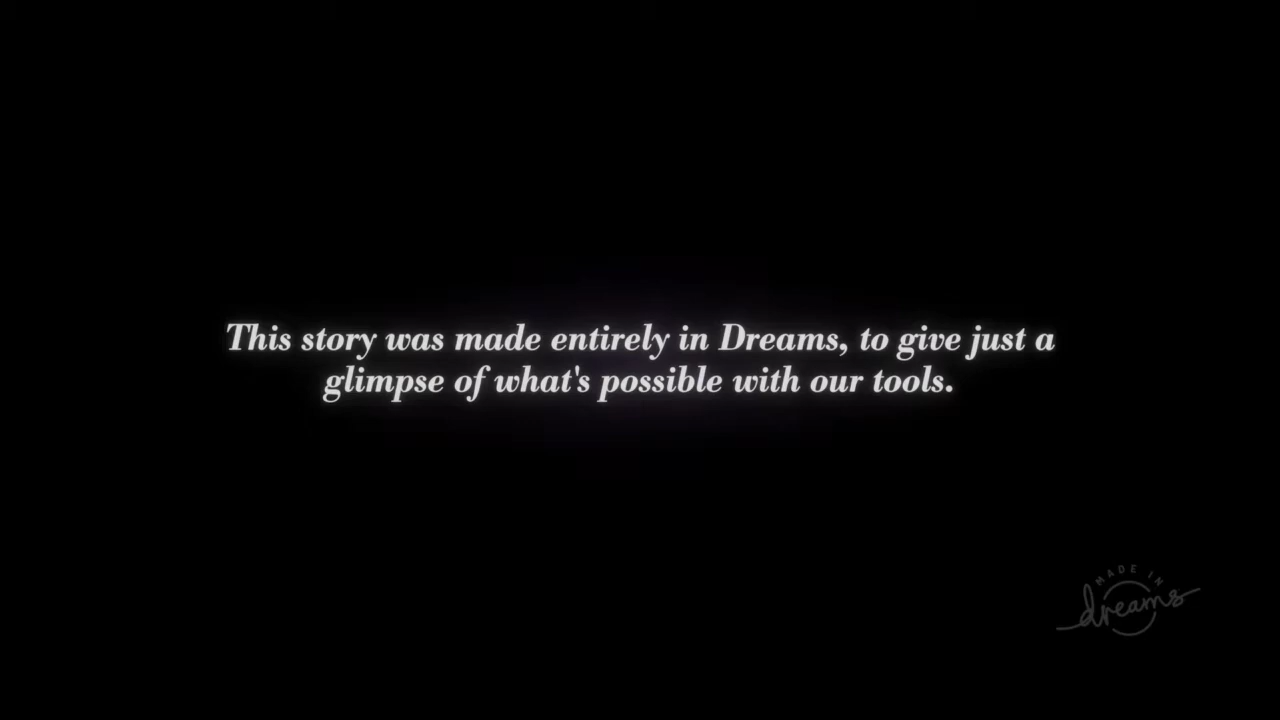 This story was made entirely in Dreams, to give just a
glimpse of what's possible with our tools.
MADE IN
dreams